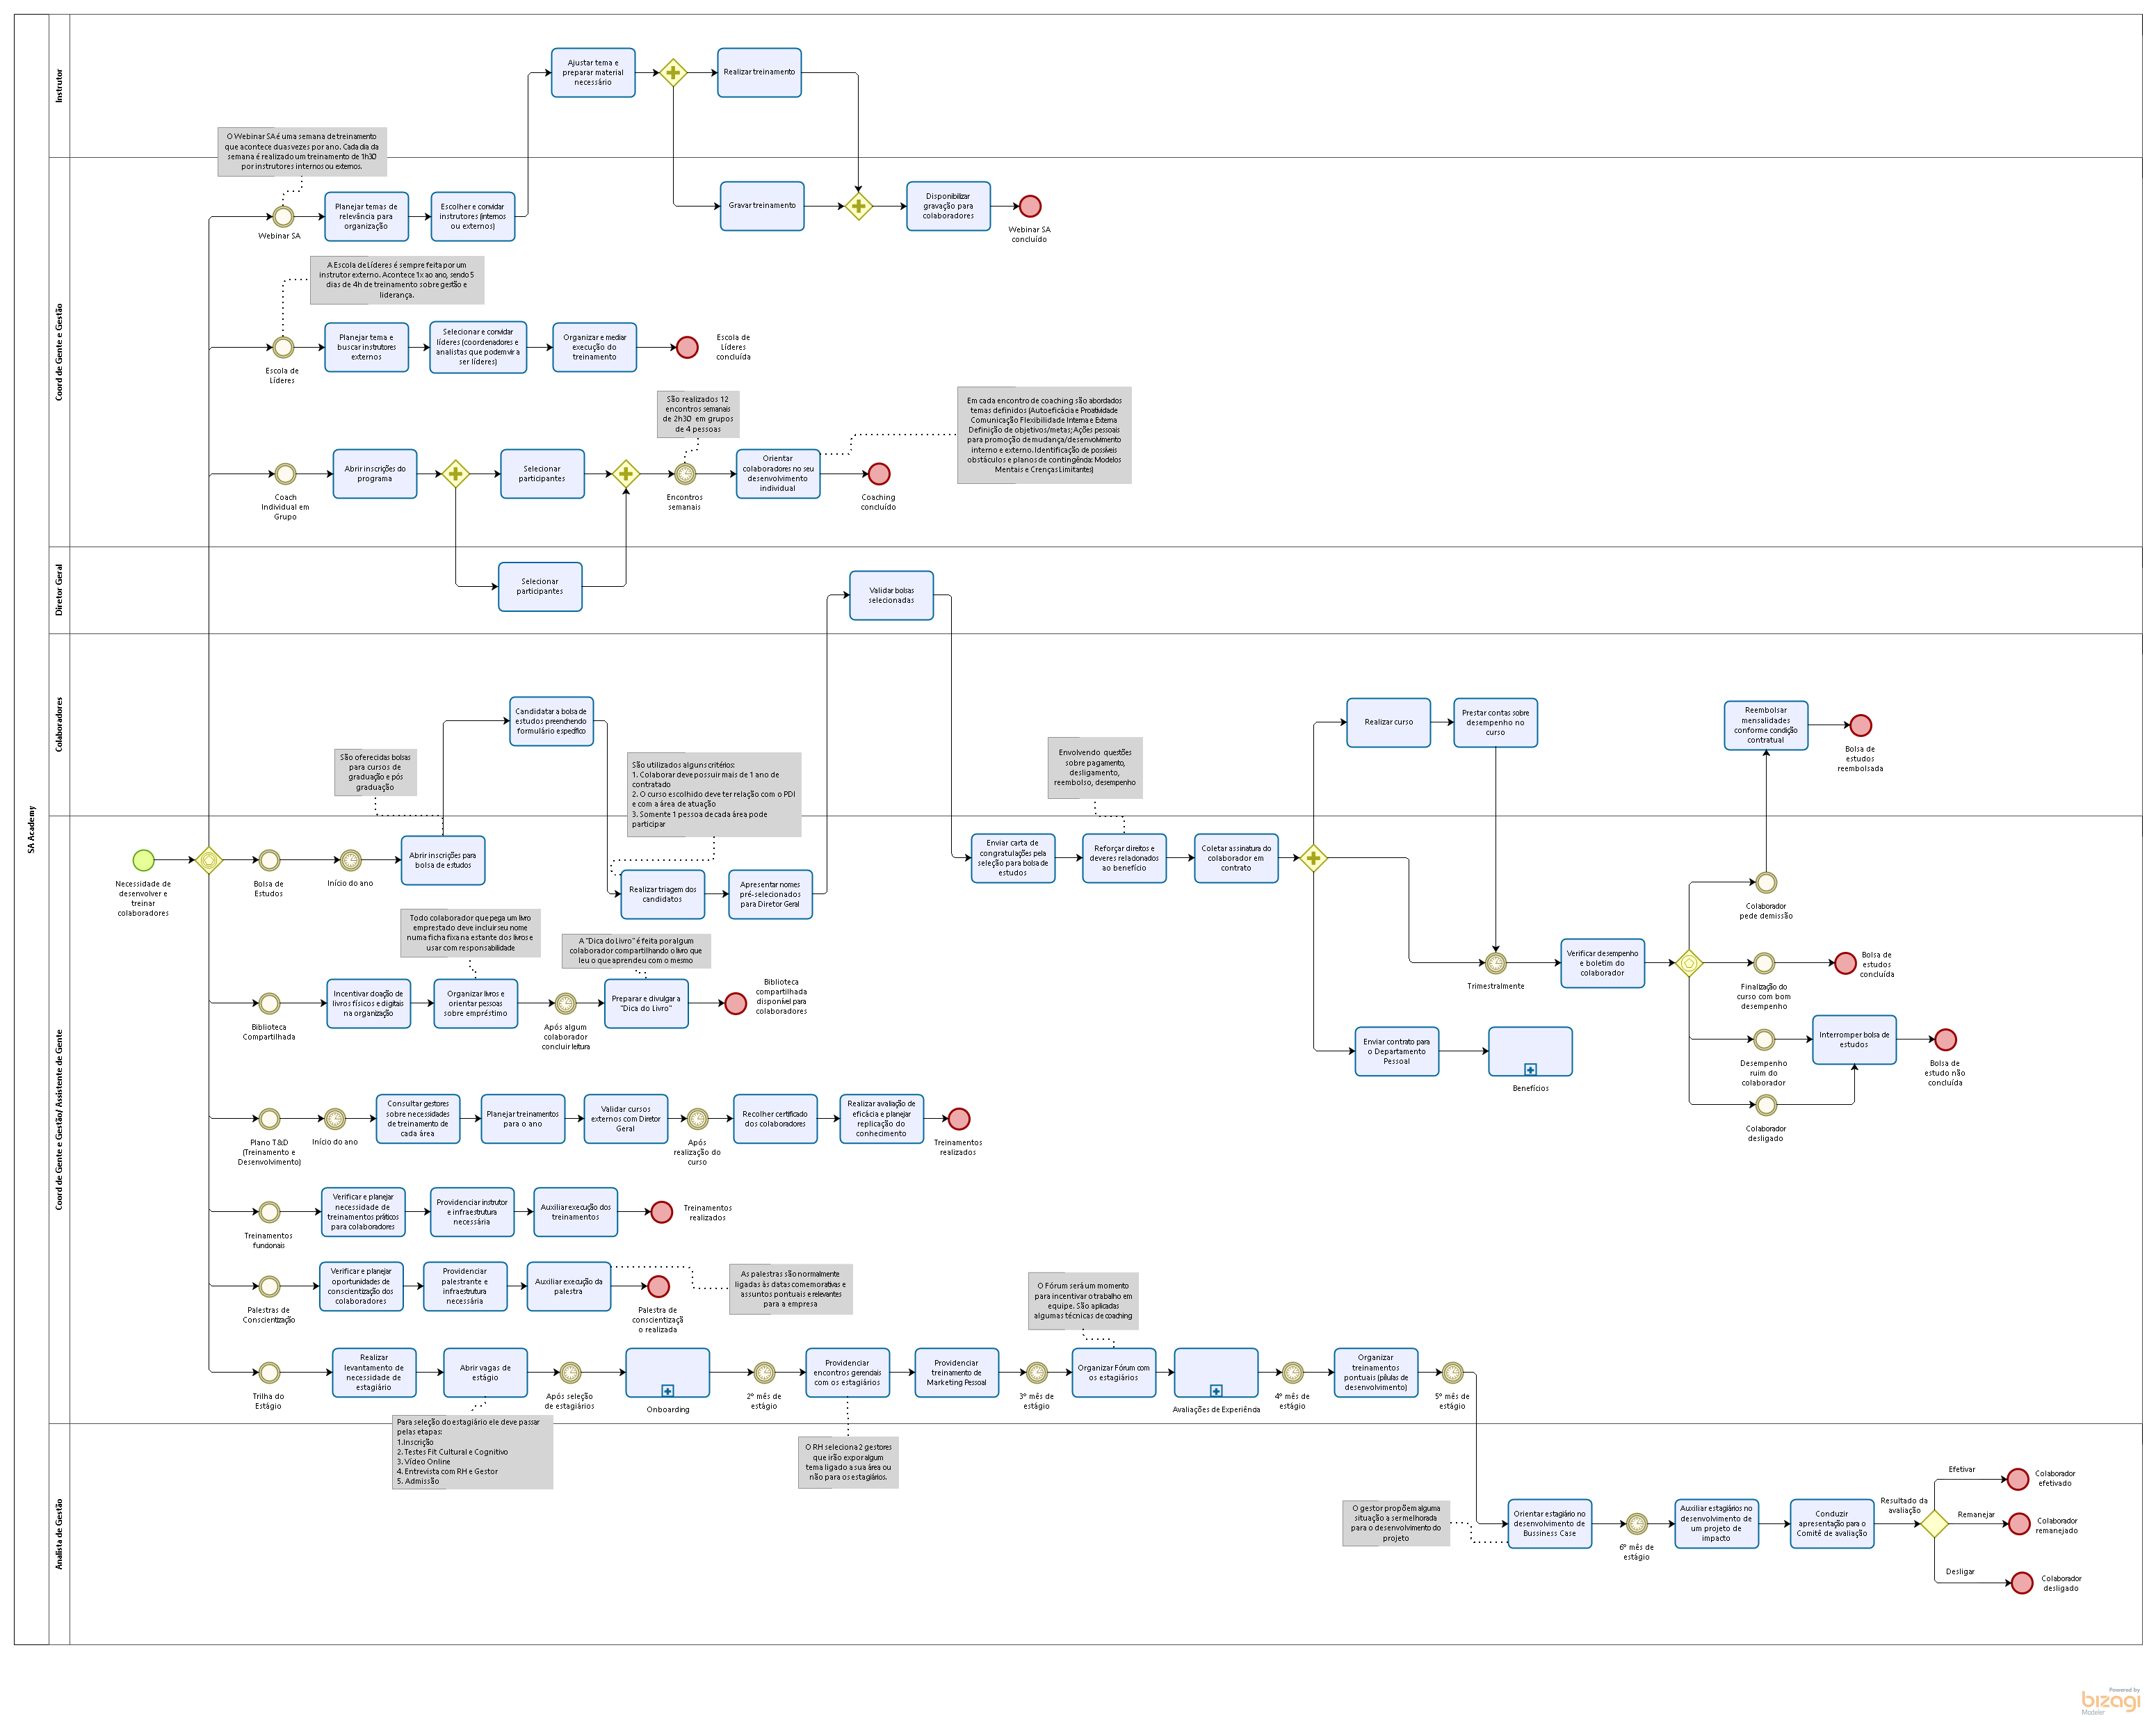 SA Academy
Instrutor
Ajustar tema e
preparar material
necessário
Realizar treinamento
Coord de Gente e Gestão
O Webinar SA é uma semana de treinamento
que acontece duas vezes por ano. Cada dia da
semana é realizado um treinamento de 1h30
por instrutores internos ou externos.
Webinar SA
Planejar temas de
relevância para
organização
Escolher e convidar
instrutores (internos
ou externos)
Gravar treinamento
Disponibilizar
gravação para
colaboradores
Webinar SA
concluído
A Escola de Líderes é sempre feita por um
instrutor externo. Acontece 1x ao ano, sendo 5
dias de 4h de treinamento sobre gestão e
liderança.
Escola de
Líderes
Planejar tema e
buscar instrutores
externos
Selecionar e convidar
líderes (coordenadores e
analistas que podem vir a
ser líderes)
Organizar e mediar
execução do
treinamento
Escola de
Líderes
concluída
São realizados 12
encontros semanais
de 2h30 em grupos
de 4 pessoas
Em cada encontro de coaching são abordados
temas definidos (Autoeficácia e Proatividade
Comunicação Flexibilidade Interna e Externa
Definição de objetivos/metas; Ações pessoais
para promoção de mudança/desenvolvimento
interno e externo. Identificação de possíveis
obstáculos e planos de contingência: Modelos
Mentais e Crenças Limitantes)
Coach
Individual em
Grupo
Abrir inscrições do
programa
Selecionar
participantes
Encontros
semanais
Orientar
colaboradores no seu
desenvolvimento
individual
Coaching
concluído
Diretor Geral
Selecionar
participantes
Validar bolsas
selecionadas
Colaboradores
Candidatar a bolsa de
estudos preenchendo
formulário específico
São oferecidas bolsas
para cursos de
graduação e pós
graduação
São utilizados alguns critérios:
1. Colaborar deve possuir mais de 1 ano de
contratado
2. O curso escolhido deve ter relação com o PDI
e com a área de atuação
3. Somente 1 pessoa de cada área pode
participar
Envolvendo questões
sobre pagamento,
desligamento,
reembolso, desempenho
Realizar curso
Prestar contas sobre
desempenho no
curso
Reembolsar
mensalidades
conforme condição
contratual
Bolsa de
estudos
reembolsada
Coord de Gente e Gestão/ Assistente de Gente
Necessidade de
desenvolver e
treinar
colaboradores
Bolsa de
Estudos
Início do ano
Abrir inscrições para
bolsa de estudos
Realizar triagem dos
candidatos
Apresentar nomes
pré-selecionados
para Diretor Geral
Enviar carta de
congratulações pela
seleção para bolsa de
estudos
Reforçar direitos e
deveres relacionados
ao benefício
Coletar assinatura do
colaborador em
contrato
Trimestralmente
Verificar desempenho
e boletim do
colaborador
Colaborador
pede demissão
Finalização do
curso com bom
desempenho
Bolsa de
estudos
concluída
Desempenho
ruim do
colaborador
Interromper bolsa de
estudos
Bolsa de
estudo não
concluída
Colaborador
desligado
Enviar contrato para
o Departamento
Pessoal
Benefícios
Todo colaborador que pega um livro
emprestado deve incluir seu nome
numa ficha fixa na estante dos livros e
usar com responsabilidade
A "Dica do Livro" é feita por algum
colaborador compartilhando o livro que
leu o que aprendeu com o mesmo
Biblioteca
Compartilhada
Incentivar doação de
livros físicos e digitais
na organização
Organizar livros e
orientar pessoas
sobre empréstimo
Após algum
colaborador
concluir leitura
Preparar e divulgar a
"Dica do Livro"
Biblioteca
compartilhada
disponível para
colaboradores
Plano T&D
(Treinamento e
Desenvolvimento)
Início do ano
Consultar gestores
sobre necessidades
de treinamento de
cada área
Planejar treinamentos
para o ano
Validar cursos
externos com Diretor
Geral
Após
realização do
curso
Recolher certificado
dos colaboradores
Realizar avaliação de
eficácia e planejar
replicação do
conhecimento
Treinamentos
realizados
Treinamentos
funcionais
Verificar e planejar
necessidade de
treinamentos práticos
para colaboradores
Providenciar instrutor
e infraestrutura
necessária
Auxiliar execução dos
treinamentos
Treinamentos
realizados
Palestras de
Conscientização
Verificar e planejar
oportunidades de
conscientização dos
colaboradores
Providenciar
palestrante e
infraestrutura
necessária
Auxiliar execução da
palestra
Palestra de
conscientizaçã
o realizada
As palestras são normalmente
ligadas às datas comemorativas e
assuntos pontuais e relevantes
para a empresa
O Fórum será um momento
para incentivar o trabalho em
equipe. São aplicadas
algumas técnicas de coaching
Trilha do
Estágio
Realizar
levantamento de
necessidade de
estagiário
Abrir vagas de
estágio
Após seleção
de estagiários
Onboarding
2º mês de
estágio
Providenciar
encontros gerenciais
com os estagiários
Providenciar
treinamento de
Marketing Pessoal
3º mês de
estágio
Organizar Fórum com
os estagiários
Avaliações de Experiênda
4º mês de
estágio
Organizar
treinamentos
pontuais (pílulas de
desenvolvimento)
5º mês de
estágio
Analista de Gestão
Para seleção do estagiário ele deve passar
pelas etapas:
1.Inscrição
2. Testes Fit Cultural e Cognitivo
3. Vídeo Online
4. Entrevista com RH e Gestor
5. Admissão
O RH seleciona 2 gestores
que irão expor algum
tema ligado a sua área ou
não para os estagiários.
O gestor propõem alguma
situação a ser melhorada
para o desenvolvimento do
projeto
Orientar estagiário no
desenvolvimento de
Bussiness Case
6º mês de
estágio
Auxiliar estagiários no
desenvolvimento de
um projeto de
impacto
Conduzir
apresentação para o
Comitê de avaliação
Resultado da
avaliação
Efetivar
Colaborador
efetivado
Remanejar
Colaborador
remanejado
Desligar
Colaborador
desligado
Powered by
bizagi
Modeler